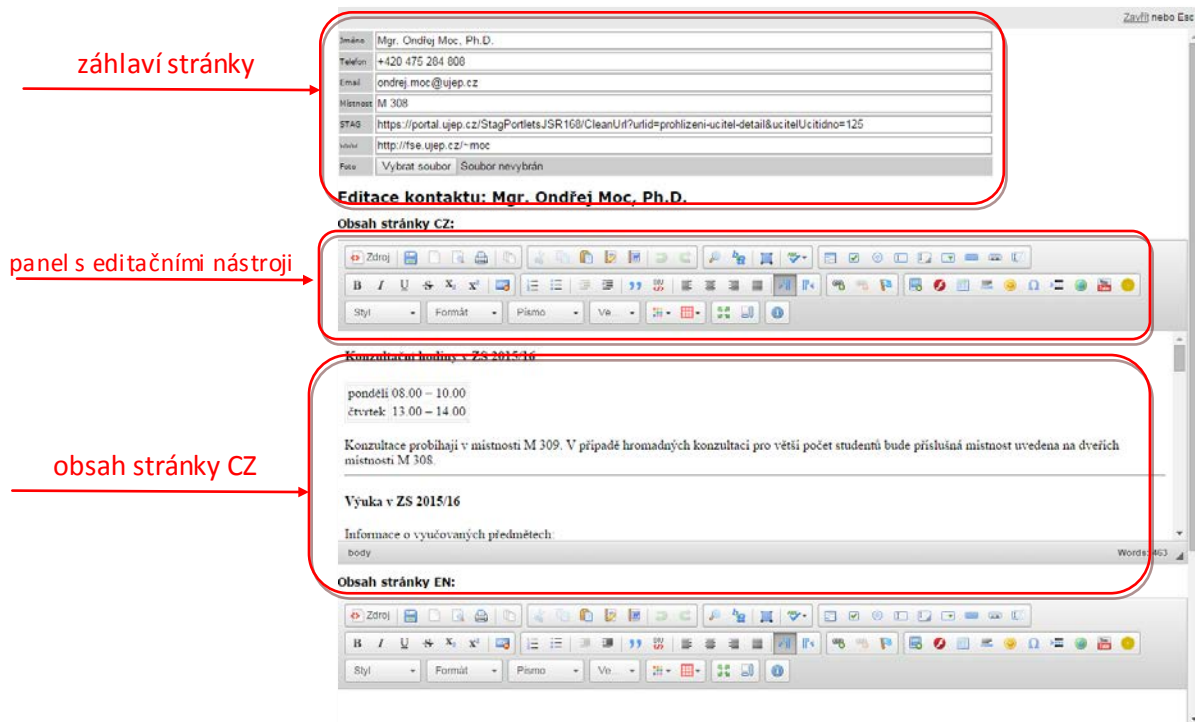 Zavřít nebo Esc
záhlaví stránky
Jméno Mgr. Ondřej Moc, Ph.D.
Telefon +420 475 284 808
Email ondrej.moc@ujep.cz
Místnost M 308
STAG https://portal.ujep.cz/StagPortletsJSR168/CleanUrl?urlid=prohlizeni-ucitel-detail&ucitelUcitidno=125
www http://fse.ujep.cz/~moc
Foto Vybrat soubor Soubor nevybrán
Editace kontaktu: Mgr. Ondřej Moc, Ph.D.
Obsah stránky CZ:
panel s editačními nástroji
Zdroj
B I U S X₂ x²
Styl Formát Písmo Ve...
Konzultační hodiny v ZS 2015/16
pondělí 08.00 – 10.00
čtvrtek 13.00 – 14.00
Konzultace probíhají v místnosti M 309. V případě hromadných konzultací pro větší počet studentů bude příslušná místnost uvedena na dveřích
místnosti M 308.
obsah stránky CZ
Výuka v ZS 2015/16
Informace o vyučovaných předmětech:
body Words: 463
Obsah stránky EN:
Zdroj
B I U S X₂ x²
Styl Formát Písmo Ve...